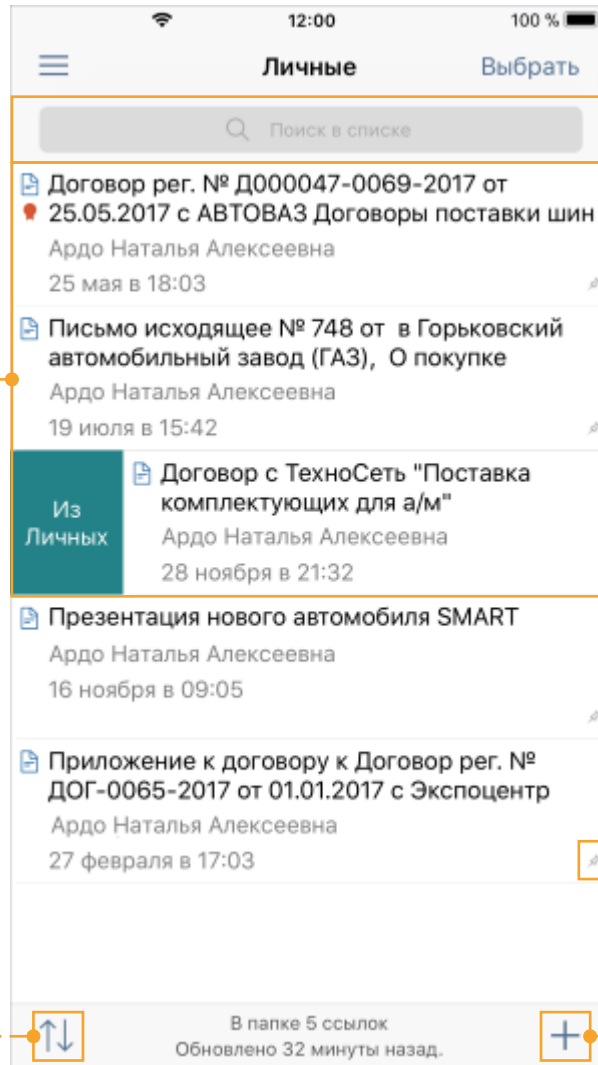 12:00
100 %
Личные
Выбрать
Поиск в списке
Договор рег. № Д000047-0069-2017 от
25.05.2017 с АВТОВАЗ Договоры поставки шин
Ардо Наталья Алексеевна
25 мая в 18:03
Письмо исходящее № 748 от в Горьковский
автомобильный завод (ГАЗ), О покупке
Ардо Наталья Алексеевна
19 июля в 15:42
Из
Личных
Договор с ТехноСеть "Поставка
комплектующих для а/м"
Ардо Наталья Алексеевна
28 ноября в 21:32
Презентация нового автомобиля SMART
Ардо Наталья Алексеевна
16 ноября в 09:05
Приложение к договору к Договор рег. №
ДОГ-0065-2017 от 01.01.2017 с Экспоцентр
Ардо Наталья Алексеевна
27 февраля в 17:03
В папке 5 ссылок
Обновлено 32 минуты назад.